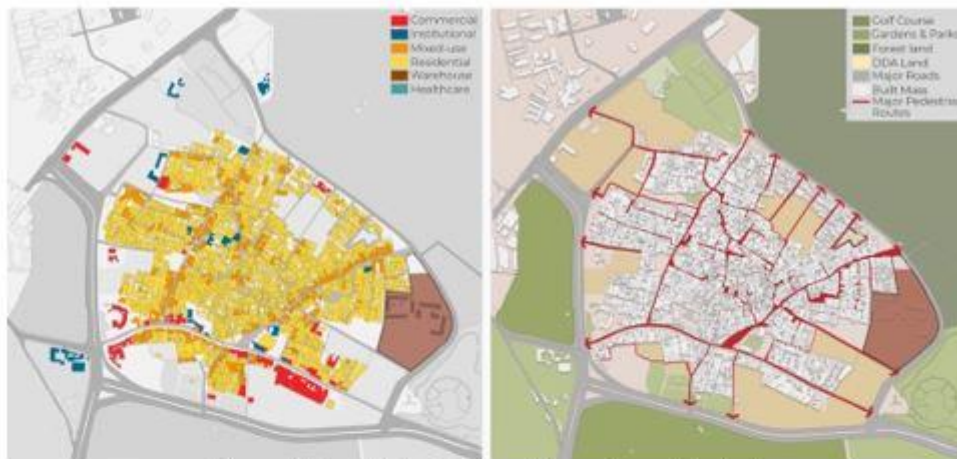 Commercial
Institutional
Mixed-use
Residential
Warehouse
Healthcare
Golf Course
Gardens & Parks
Forest land
DDA Land
Major Roads
Built Mass
Major Pedestrian
Routes